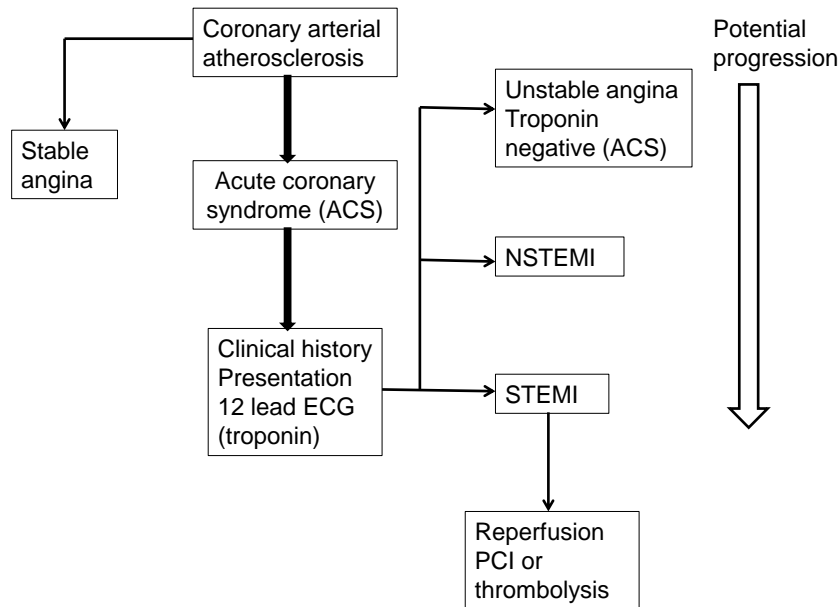 Coronary arterial
atherosclerosis
Potential
progression
Stable
angina
Unstable angina
Troponin
negative (ACS)
Acute coronary
syndrome (ACS)
NSTEMI
Clinical history
Presentation
12 lead ECG
(troponin)
STEMI
Reperfusion
PCI or
thrombolysis